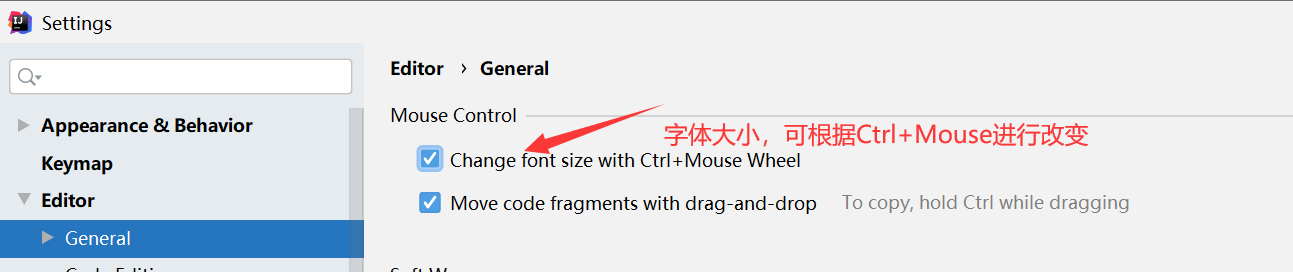 IJ
Settings
Editor › General
Mouse Control
字体大小，可根据Ctrl+Mouse进行改变
Appearance & Behavior
Change font size with Ctrl+Mouse Wheel
Keymap
Editor
Move code fragments with drag-and-drop To copy, hold Ctrl while dragging
General